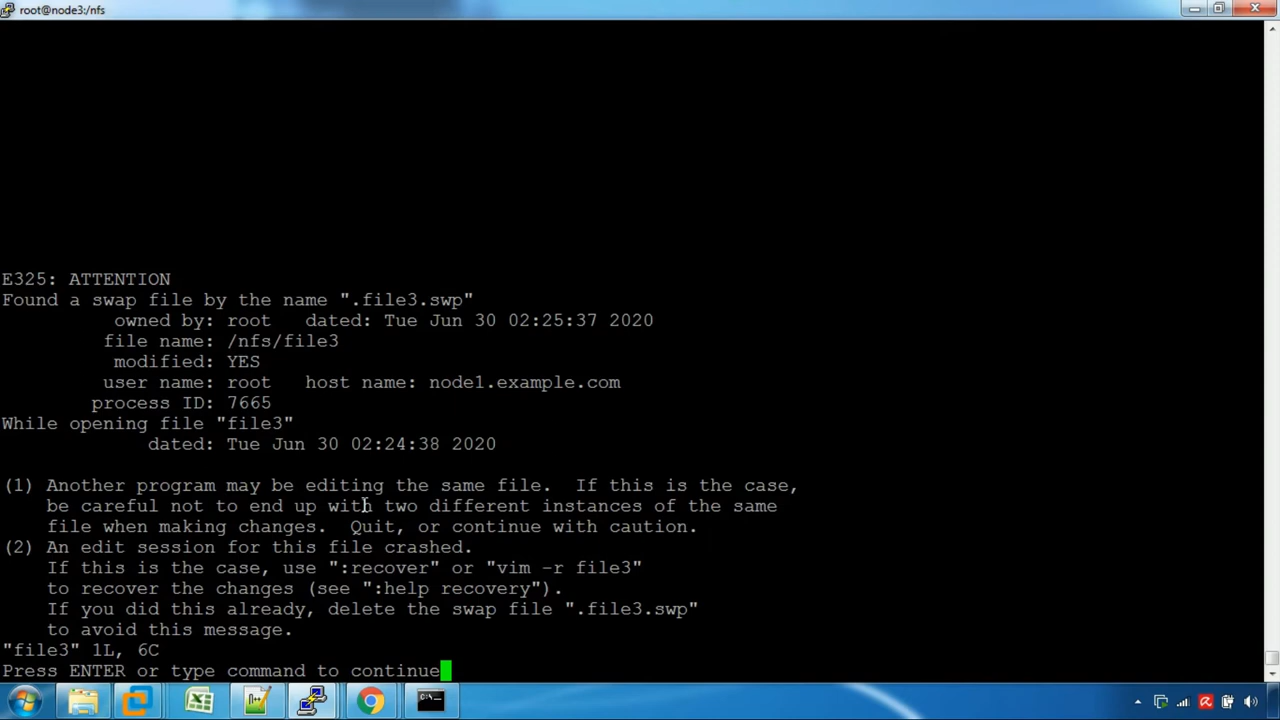 root@node3:/nfs
E325: ATTENTION
Found a swap file by the name ".file3.swp"
owned by: root   dated: Tue Jun 30 02:25:37 2020
file name: /nfs/file3
modified: YES
user name: root   host name: node1.example.com
process ID: 7665
While opening file "file3"
dated: Tue Jun 30 02:24:38 2020
(1) Another program may be editing the same file.  If this is the case,
be careful not to end up with two different instances of the same
file when making changes.  Quit, or continue with caution.
(2) An edit session for this file crashed.
If this is the case, use ":recover" or "vim -r file3"
to recover the changes (see ":help recovery").
If you did this already, delete the swap file ".file3.swp"
to avoid this message.
"file3" 1L, 6C
Press ENTER or type command to continue